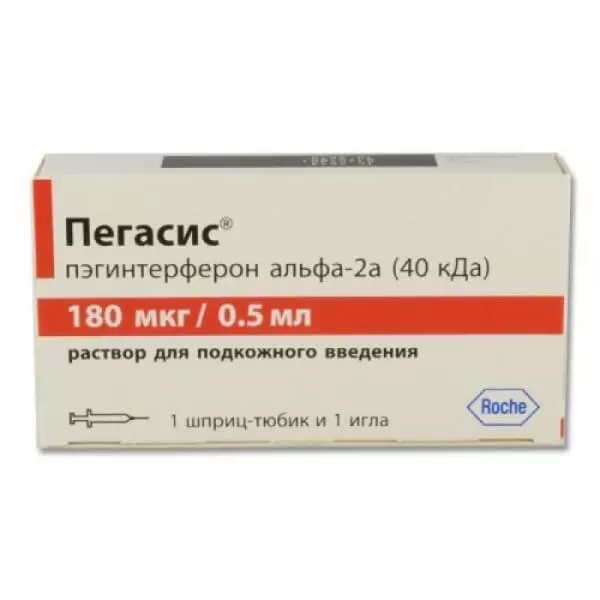 Пегасис®
пэгинтерферон альфа-2а (40 кДа)
180 мкг / 0.5 мл
раствор для подкожного введения
1 шприц-тюбик и 1 игла
Roche